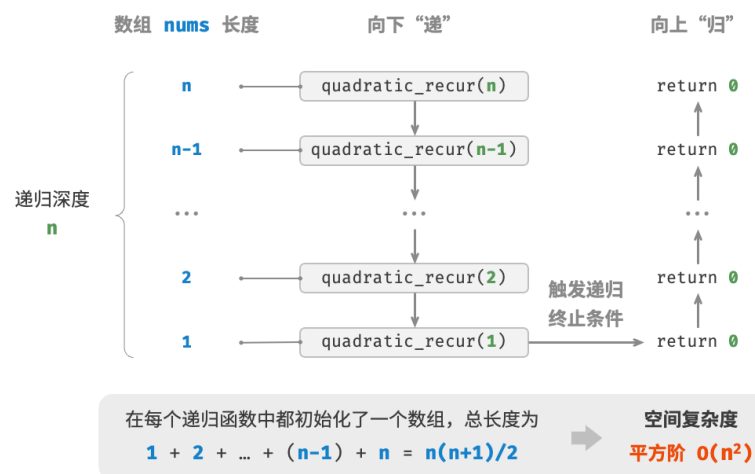 数组 nums 长度 向下“递” 向上“归”
n quadratic_recur(n) return 0
n-1 quadratic_recur(n-1) return 0
递归深度
n
... ... ...
2 quadratic_recur(2) return 0
触发递归
终止条件
1 quadratic_recur(1) return 0
在每个递归函数中都初始化了一个数组，总长度为 空间复杂度
1 + 2 + … + (n-1) + n = n(n+1)/2 平方阶 O(n²)